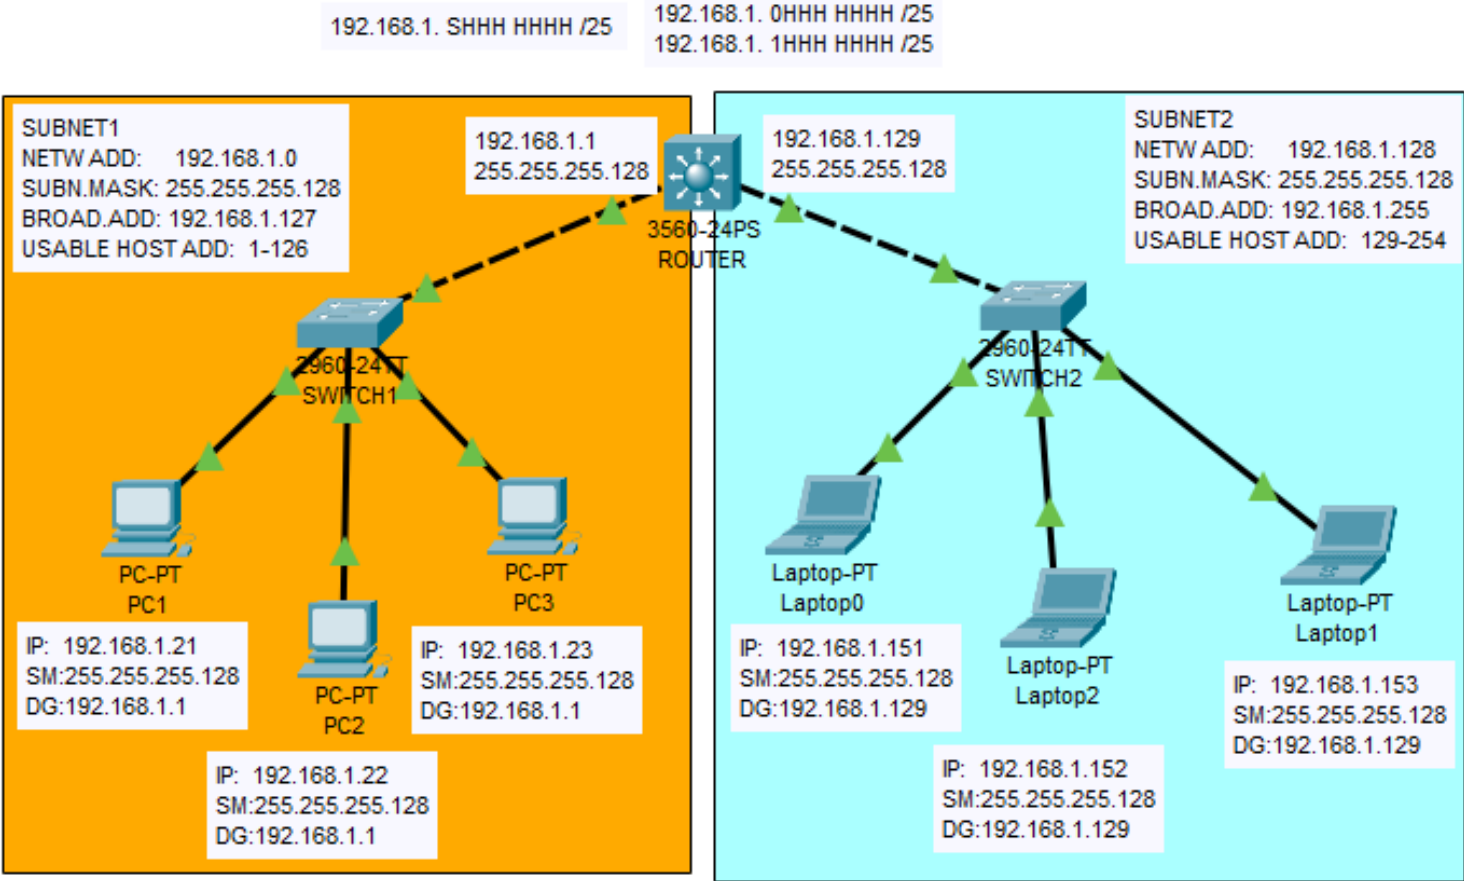 192.168.1. SHHH HHHH /25
192.168.1. 0HHH HHHH /25
192.168.1. 1HHH HHHH /25
SUBNET1
NETW ADD: 192.168.1.0
SUBN.MASK: 255.255.255.128
BROAD.ADD: 192.168.1.127
USABLE HOST ADD: 1-126
192.168.1.1
255.255.255.128
192.168.1.129
255.255.255.128
SUBNET2
NETW ADD: 192.168.1.128
SUBN.MASK: 255.255.255.128
BROAD.ADD: 192.168.1.255
USABLE HOST ADD: 129-254
3560-24PS
ROUTER
2960-24TT
SWITCH1
2960-24TT
SWITCH2
PC-PT
PC1
IP: 192.168.1.21
SM:255.255.255.128
DG:192.168.1.1
PC-PT
PC2
IP: 192.168.1.22
SM:255.255.255.128
DG:192.168.1.1
PC-PT
PC3
IP: 192.168.1.23
SM:255.255.255.128
DG:192.168.1.1
Laptop-PT
Laptop0
IP: 192.168.1.151
SM:255.255.255.128
DG:192.168.1.129
Laptop-PT
Laptop2
IP: 192.168.1.152
SM:255.255.255.128
DG:192.168.1.129
Laptop-PT
Laptop1
IP: 192.168.1.153
SM:255.255.255.128
DG:192.168.1.129